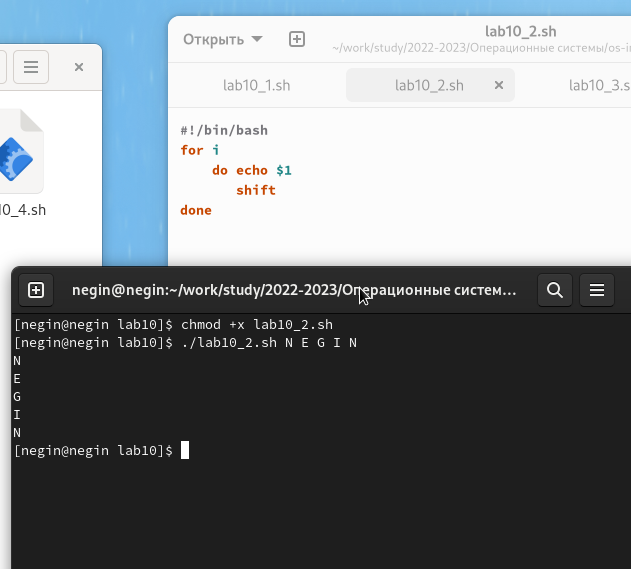 Открыть
lab10_2.sh
~/work/study/2022-2023/Операционные системы/os-i
lab10_1.sh
lab10_2.sh
lab10_3.s
#!/bin/bash
for i
do echo $1
shift
done
10_4.sh
negin@negin:~/work/study/2022-2023/Операционные систем…
[negin@negin lab10]$ chmod +x lab10_2.sh
[negin@negin lab10]$ ./lab10_2.sh N E G I N
N
E
G
I
N
[negin@negin lab10]$